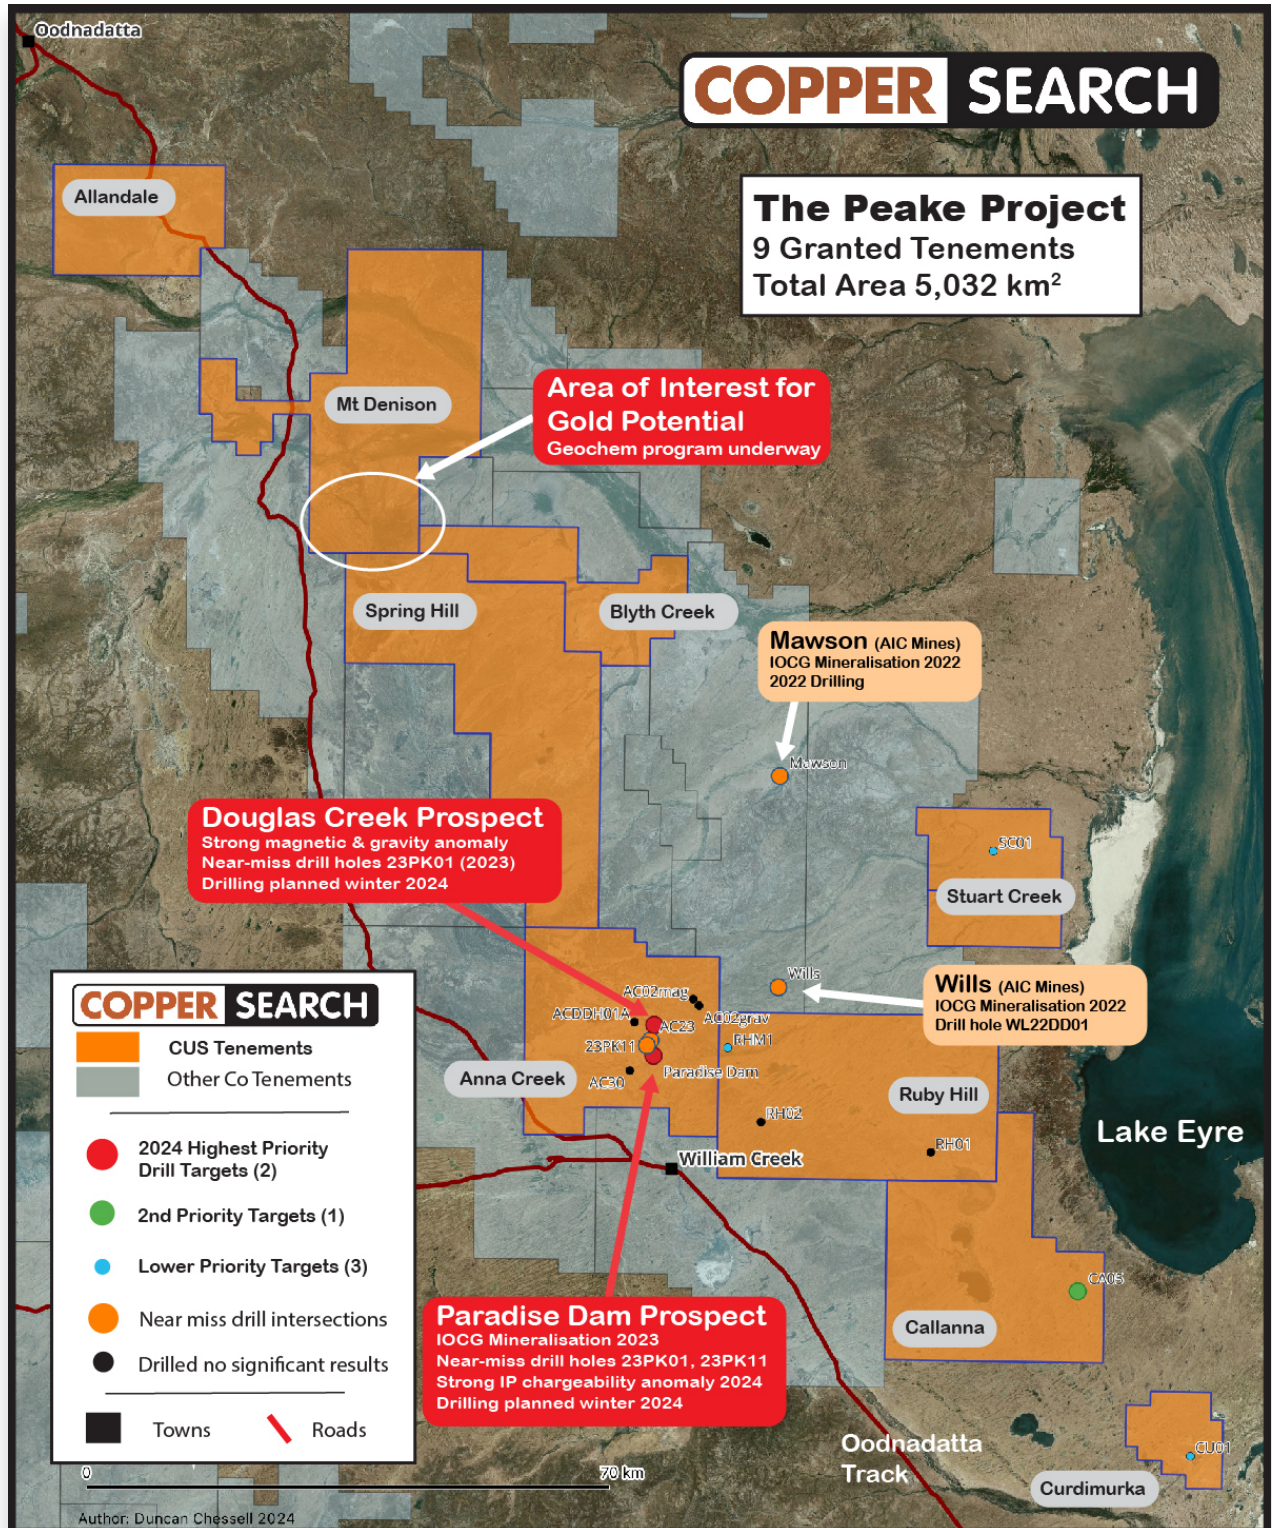 Oodnadatta
COPPER SEARCH
Allandale
The Peake Project
9 Granted Tenements
Total Area 5,032 km²
Area of Interest for
Gold Potential
Geochem program underway
Mt Denison
Spring Hill
Blyth Creek
Mawson (AIC Mines)
IOCG Mineralisation 2022
2022 Drilling
Mawson
Douglas Creek Prospect
Strong magnetic & gravity anomaly
Near-miss drill holes 23PK01 (2023)
Drilling planned winter 2024
SC01
Stuart Creek
Wills
Wills (AIC Mines)
IOCG Mineralisation 2022
Drill hole WL22DD01
AC02mag
ACDDH01A
AC02grav
AC23
23PK11
RHM1
Paradise Dam
AC30
Anna Creek
Ruby Hill
RH02
RH01
William Creek
Lake Eyre
COPPER SEARCH
CUS Tenements
Other Co Tenements
2024 Highest Priority
Drill Targets (2)
2nd Priority Targets (1)
Lower Priority Targets (3)
Near miss drill intersections
Drilled no significant results
Towns
Roads
CA05
Callanna
Paradise Dam Prospect
IOCG Mineralisation 2023
Near-miss drill holes 23PK01, 23PK11
Strong IP chargeability anomaly 2024
Drilling planned winter 2024
Oodnadatta
Track
CU01
Curdimurka
0
70 km
Author: Duncan Chessell 2024